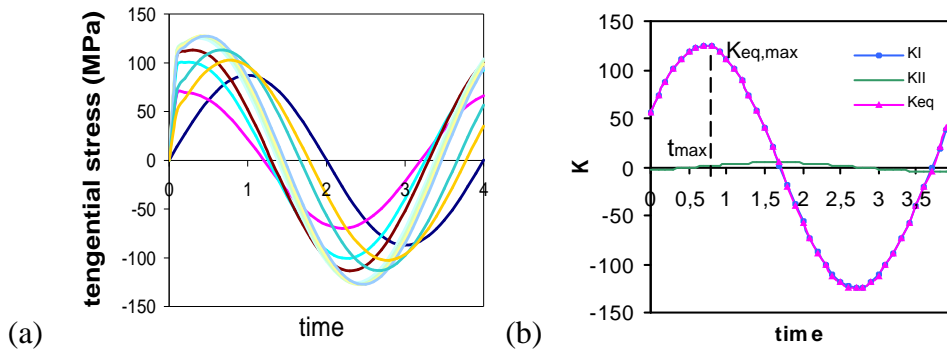 (a)
tengential stress (MPa)
150
100
50
0
-50
-100
-150
0 1 2 3 4
time
(b)
K
150
100
50
0
-50
-100
-150
0 0,5 1 1,5 2 2,5 3 3,5
time
Keq,max
tmax
KI
KII
Keq